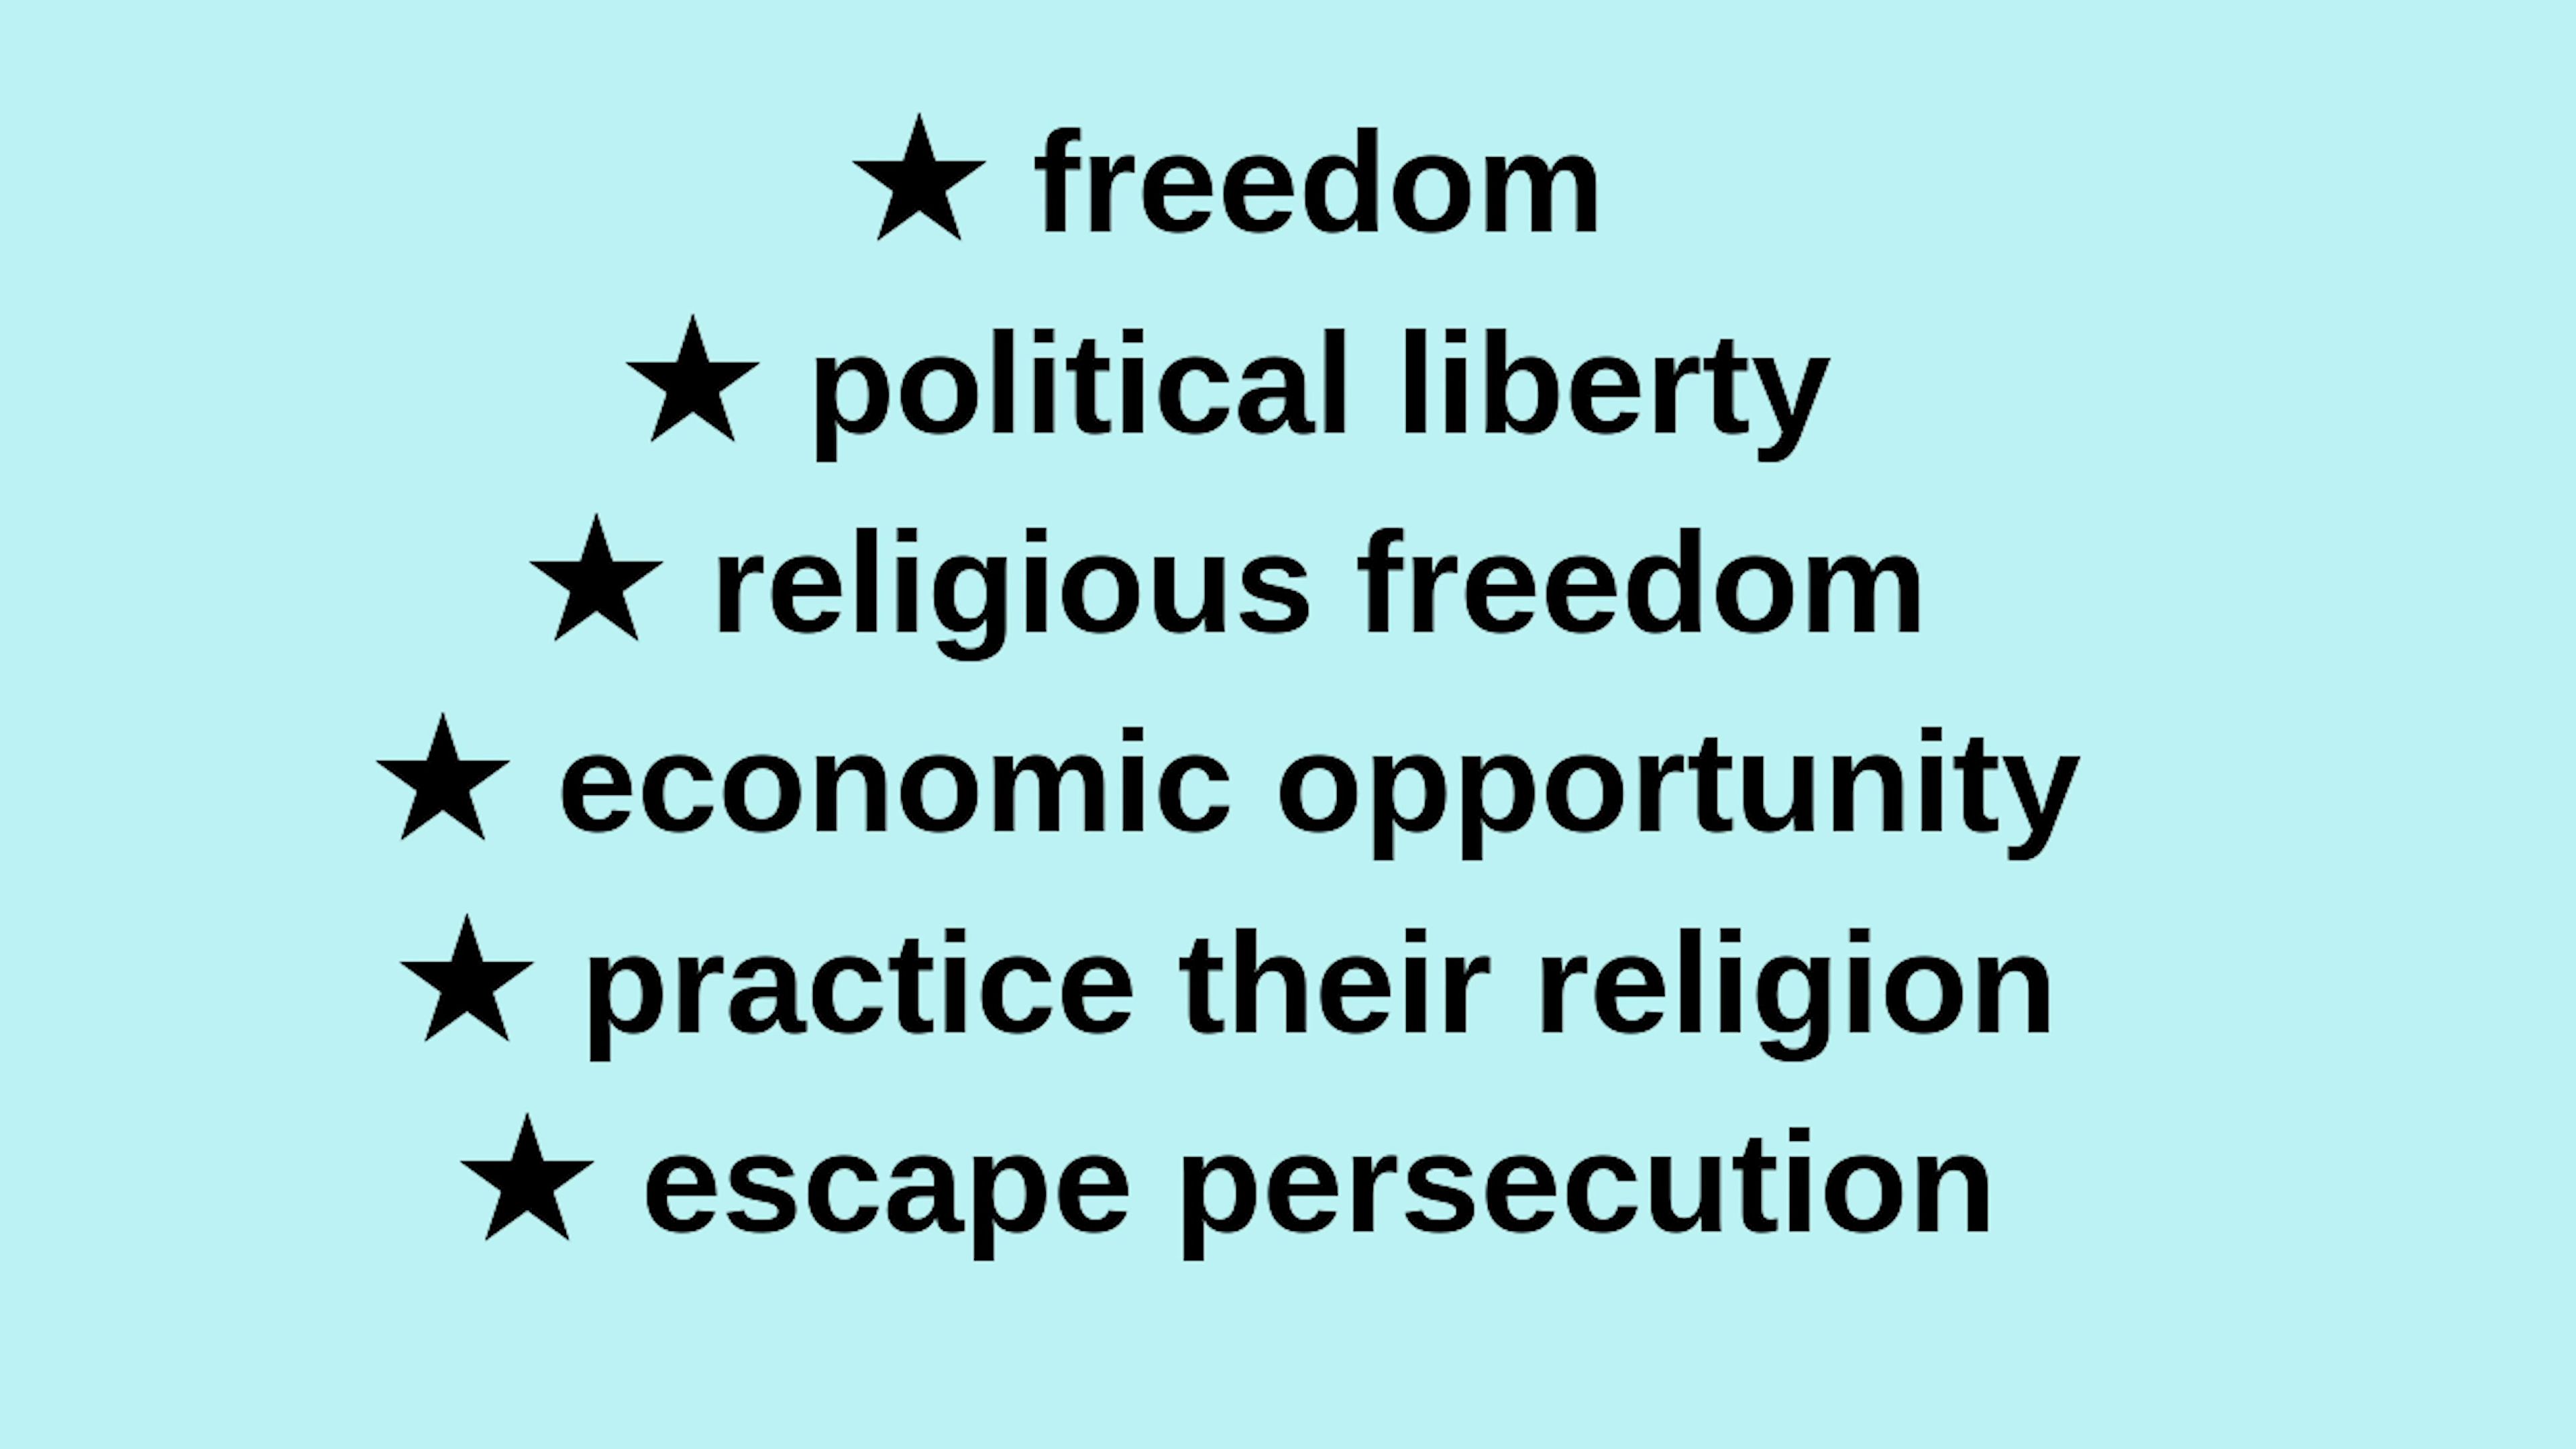 ★ freedom
★ political liberty
★ religious freedom
★ economic opportunity
★ practice their religion
★ escape persecution